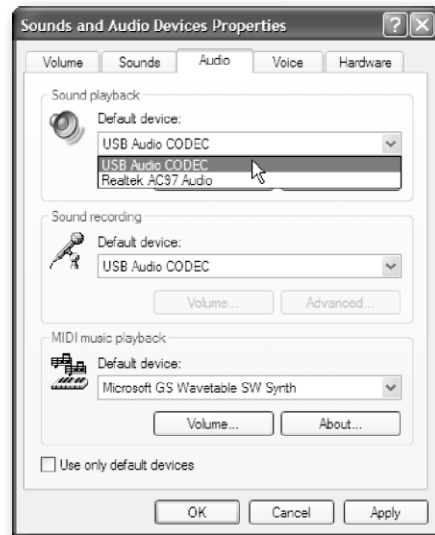 Sounds and Audio Devices Properties
Volume Sounds Audio Voice Hardware
Sound playback
Default device:
USB Audio CODEC
USB Audio CODEC
Realtek AC97 Audio
Sound recording
Default device:
USB Audio CODEC
Volume... Advanced...
MIDI music playback
Default device:
Microsoft GS Wavetable SW Synth
Volume... About...
Use only default devices
OK Cancel Apply